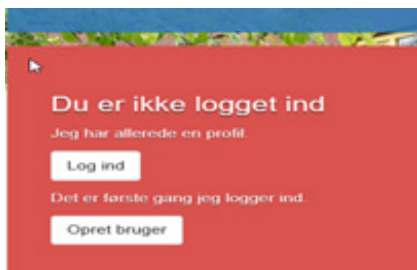 Du er ikke logget ind
Jeg har allerede en profil.
Log ind
Det er første gang jeg logger ind.
Opret bruger